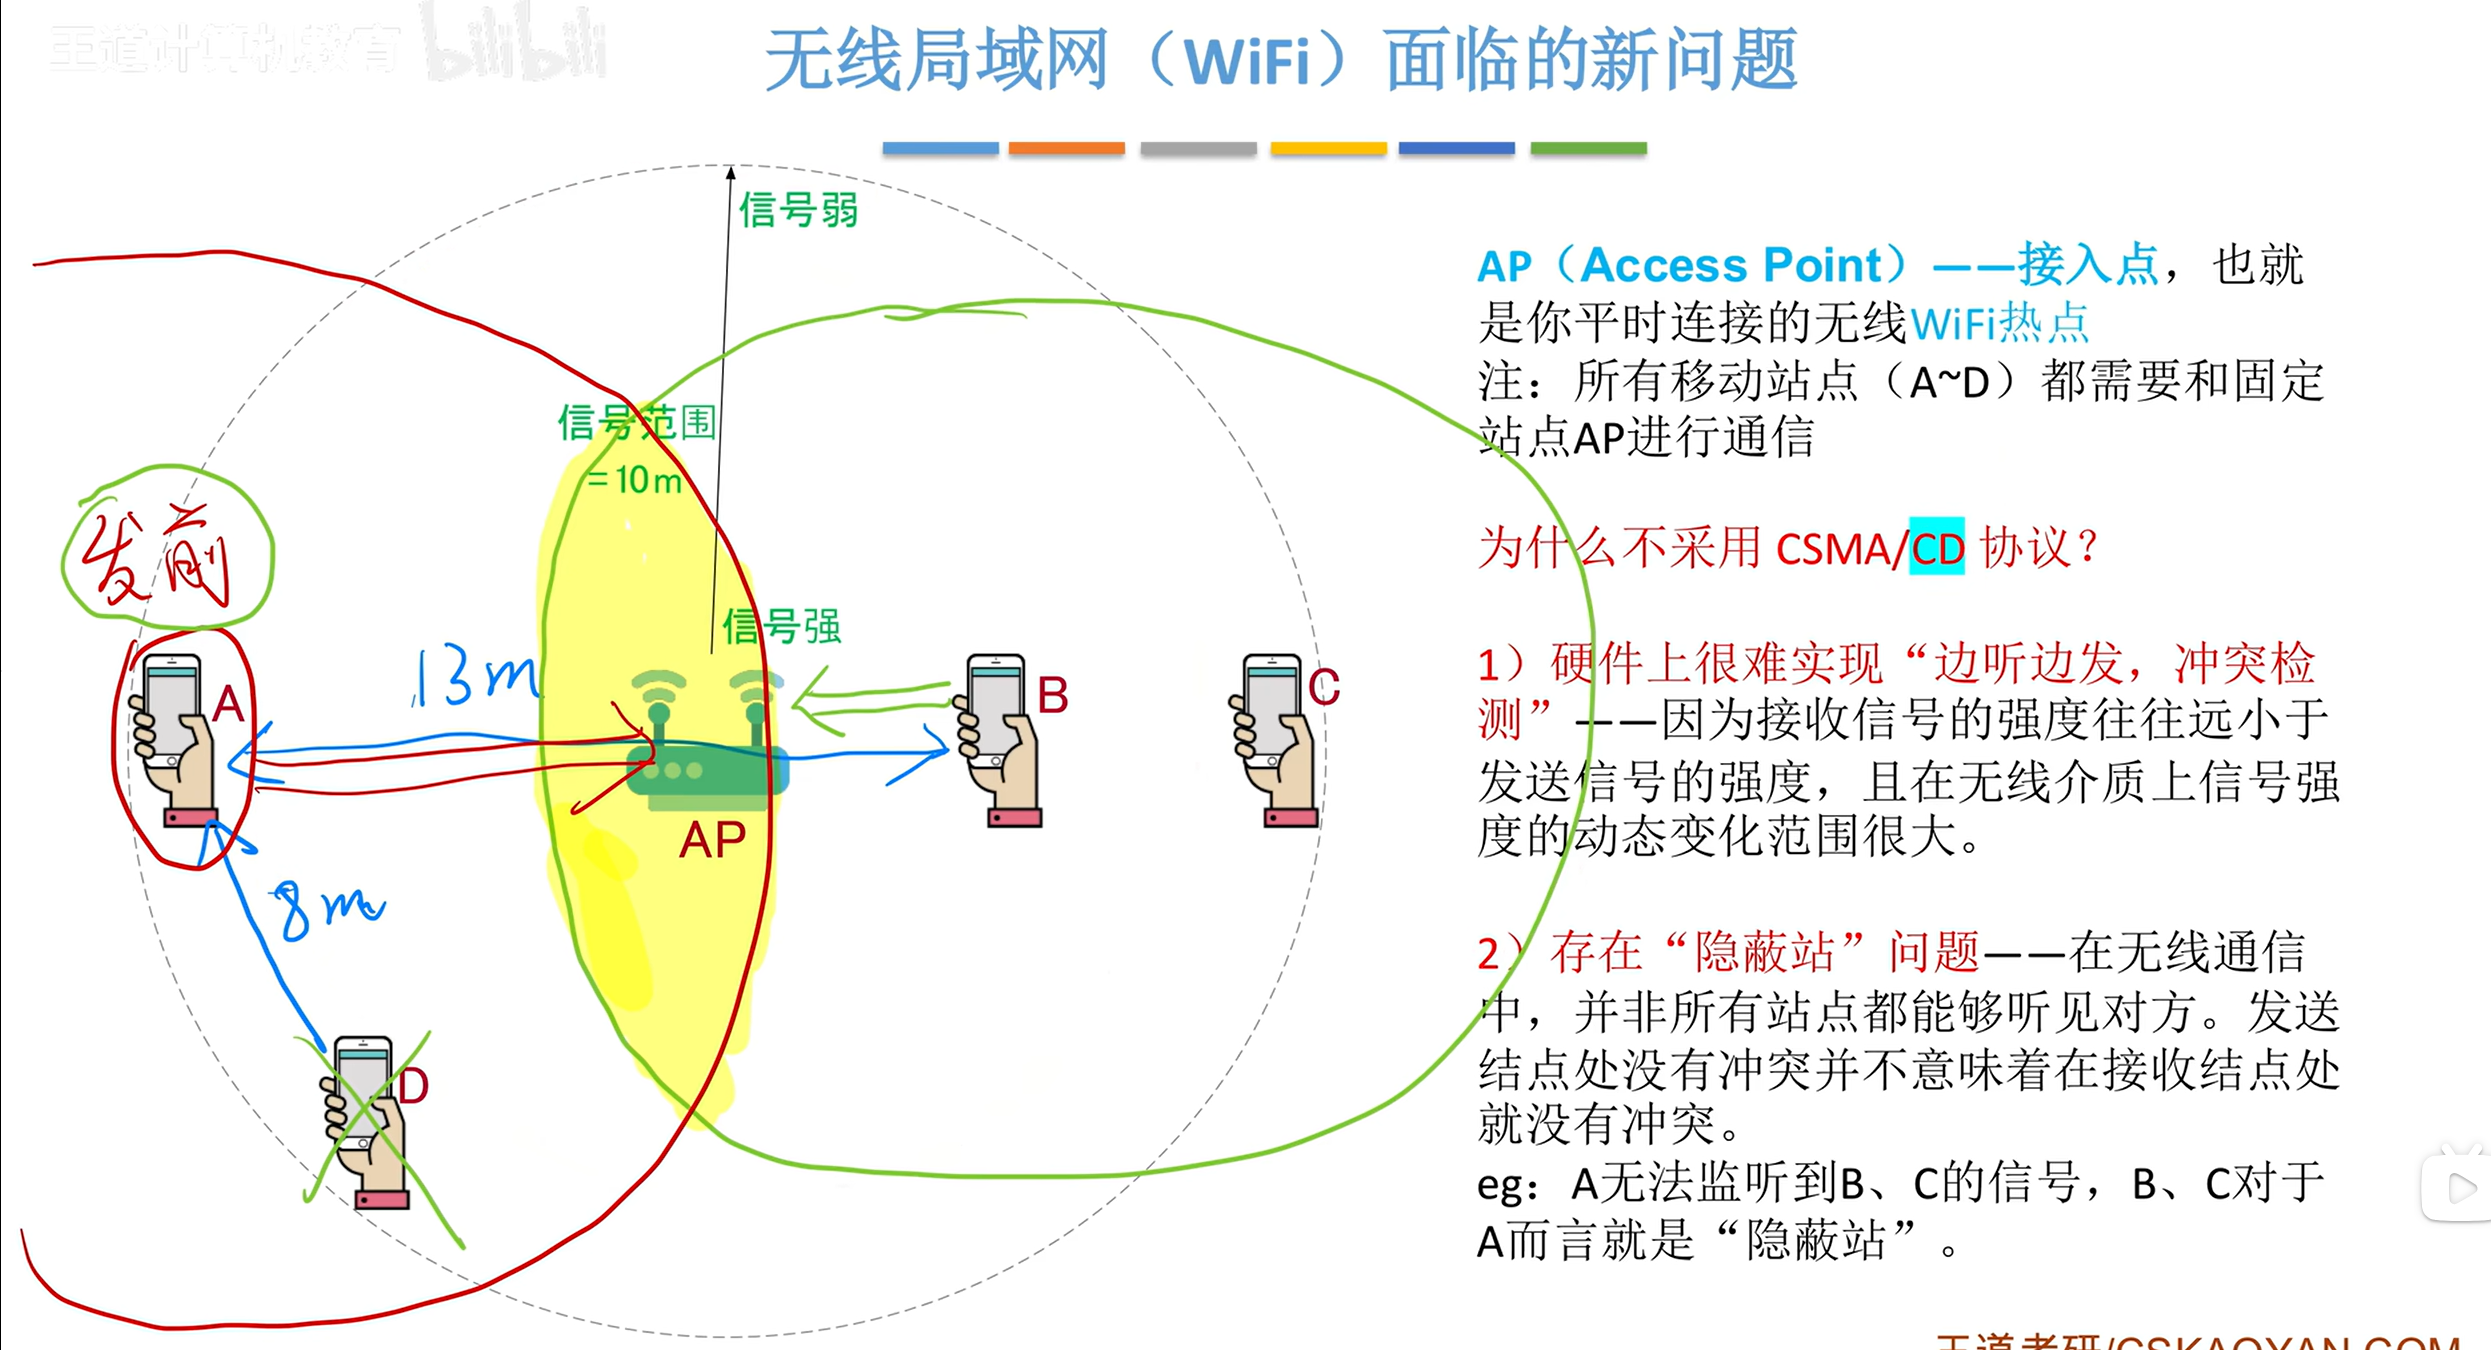 王道计算机教育 bilibili
无线局域网（WiFi）面临的新问题
信号弱
信号范围
=10m
信号强
发前
A
13m
B
C
AP
8m
D
AP（Access Point）——接入点，也就
是你平时连接的无线WiFi热点
注：所有移动站点（A~D）都需要和固定
站点AP进行通信
为什么不采用 CSMA/CD 协议？
1）硬件上很难实现“边听边发，冲突检
测”——因为接收信号的强度往往远小于
发送信号的强度，且在无线介质上信号强
度的动态变化范围很大。
2）存在“隐蔽站”问题——在无线通信
中，并非所有站点都能够听见对方。发送
结点处没有冲突并不意味着在接收结点处
就没有冲突。
eg：A无法监听到B、C的信号，B、C对于
A而言就是“隐蔽站”。
王道考研/CSKAOYAN.COM